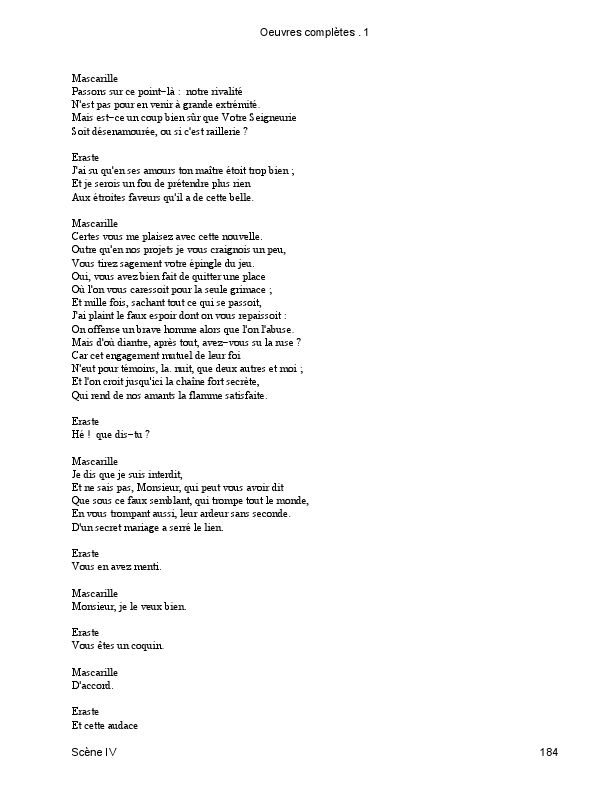 Oeuvres complètes . 1
Mascarille
Passons sur ce point−là :  notre rivalité
N'est pas pour en venir à grande extrémité.
Mais est−ce un coup bien sûr que Votre Seigneurie
Soit désenamourée, ou si c'est raillerie ?
Eraste
J'ai su qu'en ses amours ton maître étoit trop bien ;
Et je serois un fou de prétendre plus rien
Aux étroites faveurs qu'il a de cette belle.
Mascarille
Certes vous me plaisez avec cette nouvelle.
Outre qu'en nos projets je vous craignois un peu,
Vous tirez sagement votre épingle du jeu.
Oui, vous avez bien fait de quitter une place
Où l'on vous caressoit pour la seule grimace ;
Et mille fois, sachant tout ce qui se passoit,
J'ai plaint le faux espoir dont on vous repaissoit :
On offense un brave homme alors que l'on l'abuse.
Mais d'où diantre, après tout, avez−vous su la ruse ?
Car cet engagement mutuel de leur foi
N'eut pour témoins, la. nuit, que deux autres et moi ;
Et l'on croit jusqu'ici la chaîne fort secrète,
Qui rend de nos amants la flamme satisfaite.
Eraste
Hé !  que dis−tu ?
Mascarille
Je dis que je suis interdit,
Et ne sais pas, Monsieur, qui peut vous avoir dit
Que sous ce faux semblant, qui trompe tout le monde,
En vous trompant aussi, leur ardeur sans seconde.
D'un secret mariage a serré le lien.
Eraste
Vous en avez menti.
Mascarille
Monsieur, je le veux bien.
Eraste
Vous êtes un coquin.
Mascarille
D'accord.
Eraste
Et cette audace
Scène IV 184